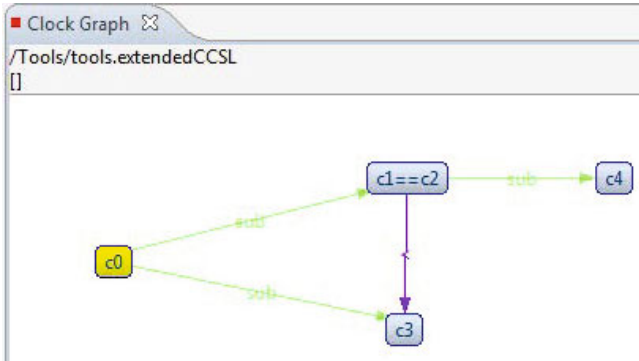 Clock Graph
/Tools/tools.extendedCCSL
[]
c1==c2
sub
c4
sub
c0
sub
c3